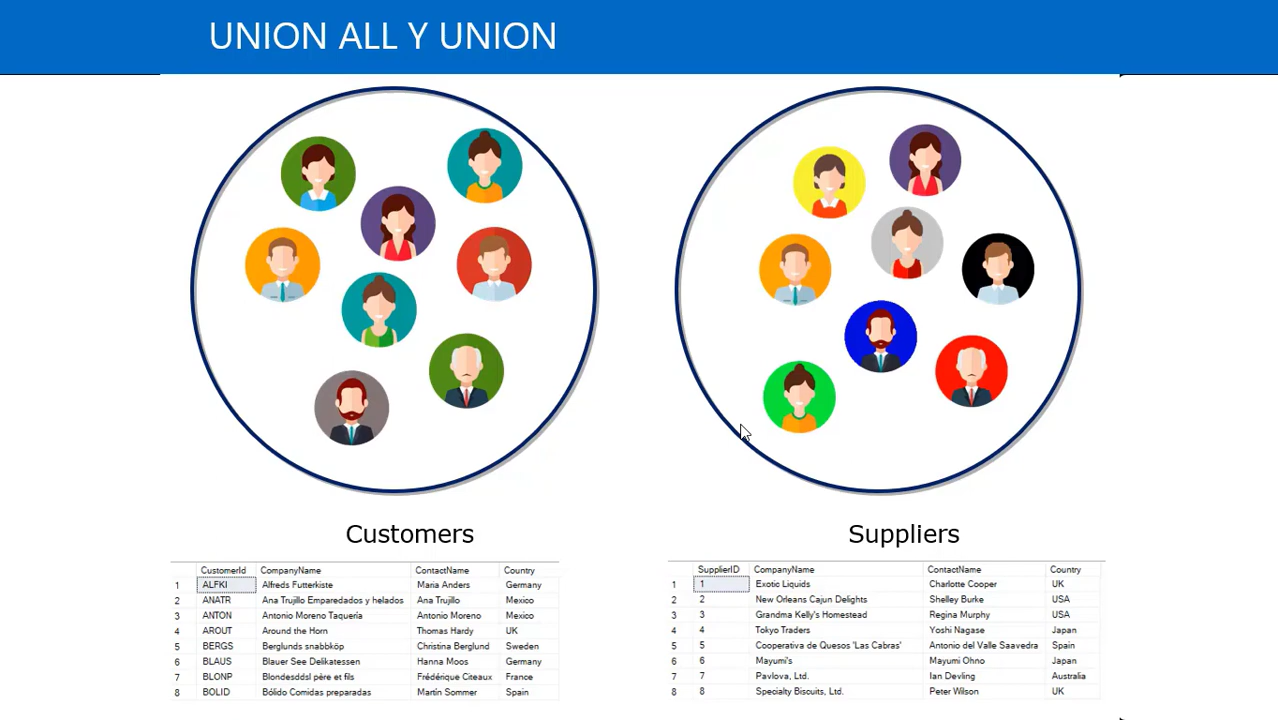 UNION ALL Y UNION
Customers
CustomerId CompanyName ContactName Country
1 ALFKI Alfreds Futterkiste Maria Anders Germany
2 ANATR Ana Trujillo Emparedados y helados Ana Trujillo Mexico
3 ANTON Antonio Moreno Taquería Antonio Moreno Mexico
4 AROUT Around the Horn Thomas Hardy UK
5 BERGS Berglunds snabbköp Christina Berglund Sweden
6 BLAUS Blauer See Delikatessen Hanna Moos Germany
7 BLONP Blondesddsl père et fils Frédérique Citeaux France
8 BOLID Bólido Comidas preparadas Martín Sommer Spain
Suppliers
SupplierID CompanyName ContactName Country
1 1 Exotic Liquids Charlotte Cooper UK
2 2 New Orleans Cajun Delights Shelley Burke USA
3 3 Grandma Kelly's Homestead Regina Murphy USA
4 4 Tokyo Traders Yoshi Nagase Japan
5 5 Cooperativa de Quesos 'Las Cabras' Antonio del Valle Saavedra Spain
6 6 Mayumi's Mayumi Ohno Japan
7 7 Pavlova, Ltd. Ian Devling Australia
8 8 Specialty Biscuits, Ltd. Peter Wilson UK